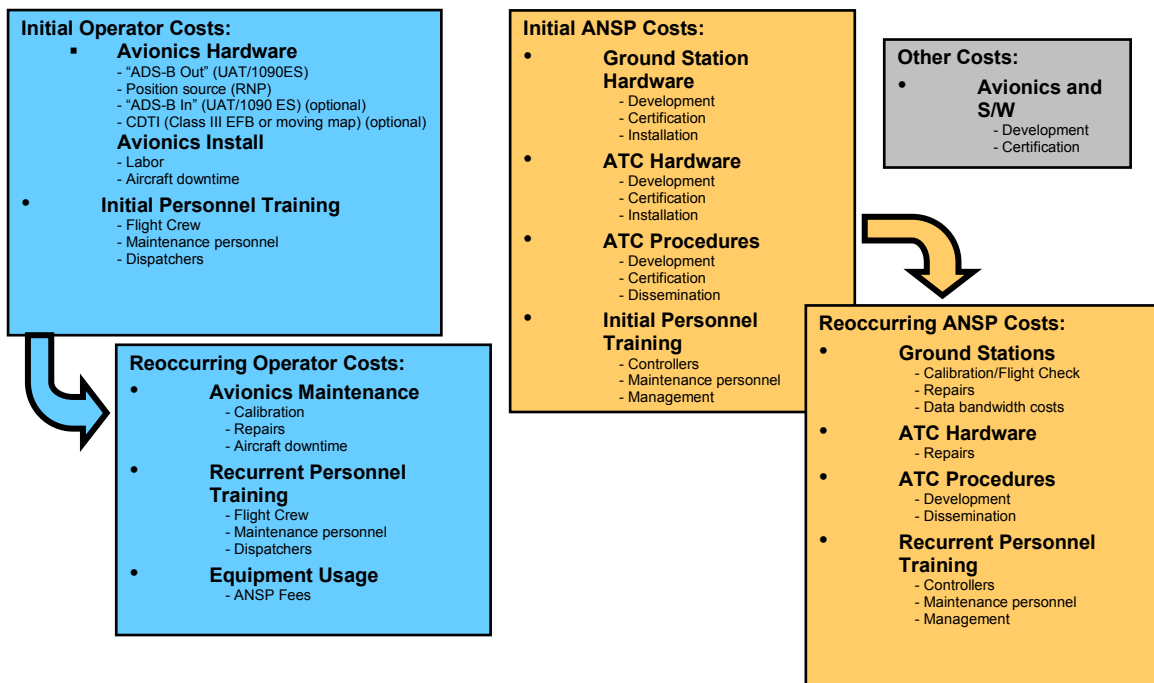 Initial Operator Costs:
▪ Avionics Hardware
- “ADS-B Out” (UAT/1090ES)
- Position source (RNP)
- “ADS-B In” (UAT/1090 ES) (optional)
- CDTI (Class III EFB or moving map) (optional)
Avionics Install
- Labor
- Aircraft downtime
• Initial Personnel Training
- Flight Crew
- Maintenance personnel
- Dispatchers
Reoccurring Operator Costs:
• Avionics Maintenance
- Calibration
- Repairs
- Aircraft downtime
• Recurrent Personnel
Training
- Flight Crew
- Maintenance personnel
- Dispatchers
• Equipment Usage
- ANSP Fees
Initial ANSP Costs:
• Ground Station
Hardware
- Development
- Certification
- Installation
• ATC Hardware
- Development
- Certification
- Installation
• ATC Procedures
- Development
- Certification
- Dissemination
• Initial Personnel
Training
- Controllers
- Maintenance personnel
- Management
Other Costs:
• Avionics and
S/W
- Development
- Certification
Reoccurring ANSP Costs:
• Ground Stations
- Calibration/Flight Check
- Repairs
- Data bandwidth costs
• ATC Hardware
- Repairs
• ATC Procedures
- Development
- Dissemination
• Recurrent Personnel
Training
- Controllers
- Maintenance personnel
- Management